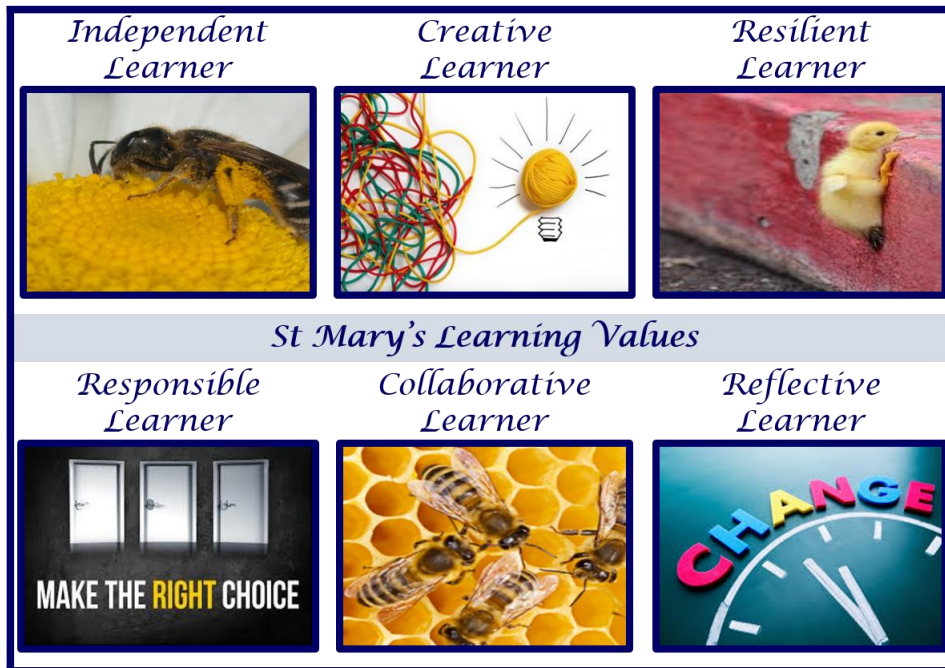 Independent
Learner
Creative
Learner
Resilient
Learner
St Mary's Learning Values
Responsible
Learner
Collaborative
Learner
Reflective
Learner
MAKE THE RIGHT CHOICE
CHANGE